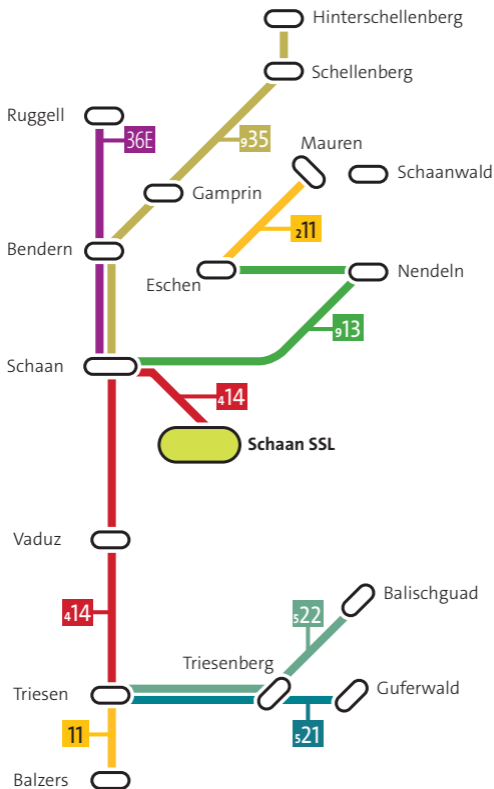 Hinterschellenberg
Schellenberg
Ruggell
36E
935
Mauren
Schaanwald
Gamprin
211
Bendern
Eschen
Nendeln
913
Schaan
414
Schaan SSL
Vaduz
Balischguad
522
414
Triesenberg
Triesen
Guferwald
11
521
Balzers